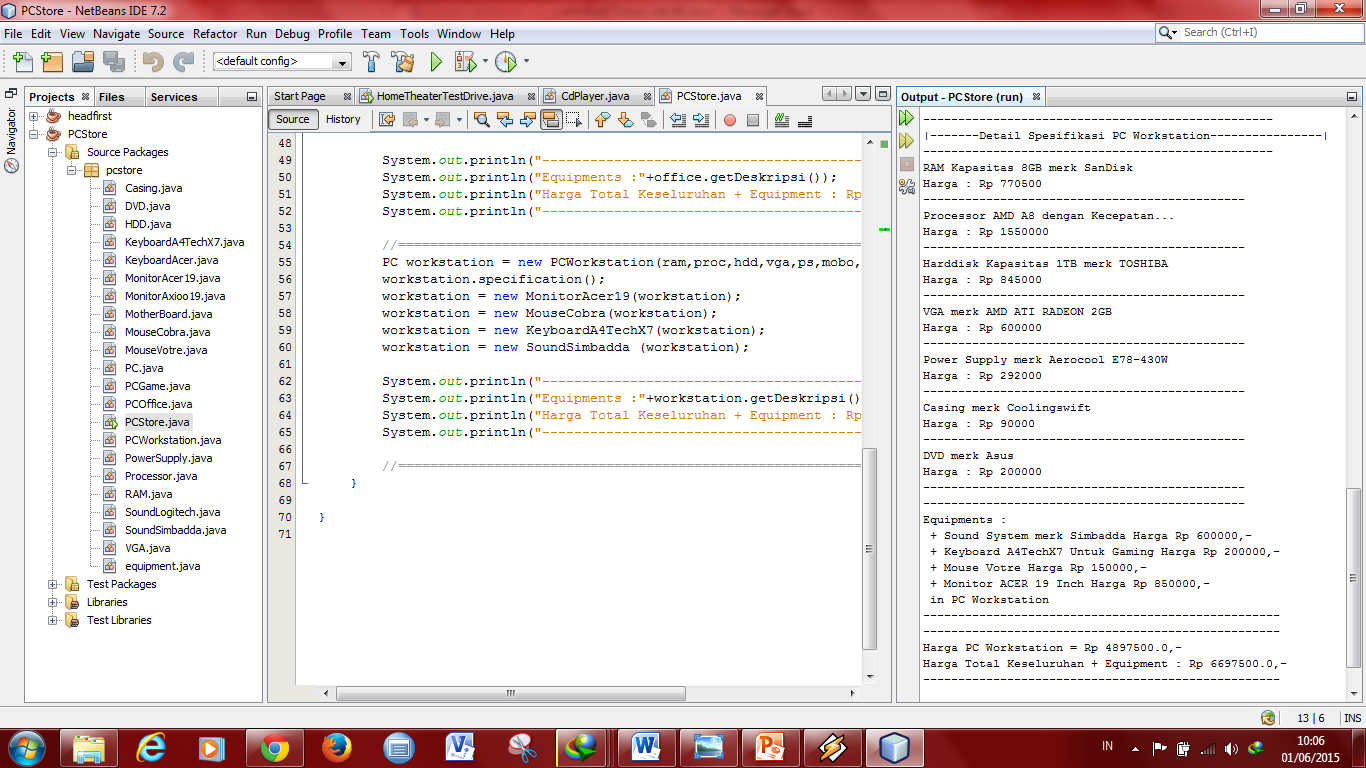 PCStore - NetBeans IDE 7.2
File Edit View Navigate Source Refactor Run Debug Profile Team Tools Window Help
Search (Ctrl+I)
<default config>
Navigator
Projects
Files
Services
headfirst
PCStore
Source Packages
pcstore
Casing.java
DVD.java
HDD.java
KeyboardA4TechX7.java
KeyboardAcer.java
MonitorAcer19.java
MonitorAxioo19.java
MotherBoard.java
MouseCobra.java
MouseVotre.java
PC.java
PCGame.java
PCOffice.java
PCStore.java
PCWorkstation.java
PowerSupply.java
Processor.java
RAM.java
SoundLogitech.java
SoundSimbadda.java
VGA.java
equipment.java
Test Packages
Libraries
Test Libraries
Start Page
HomeTheaterTestDrive.java
CdPlayer.java
PCStore.java
Source
History
48
49 System.out.println("----------------------------------------
50 System.out.println("Equipments :"+office.getDeskripsi());
51 System.out.println("Harga Total Keseluruhan + Equipment : Rp
52 System.out.println("----------------------------------------
53
54 //==========================================================
55 PC workstation = new PCWorkstation(ram,proc,hdd,vga,ps,mobo,
56 workstation.specification();
57 workstation = new MonitorAcer19(workstation);
58 workstation = new MouseCobra(workstation);
59 workstation = new KeyboardA4TechX7(workstation);
60 workstation = new SoundSimbadda (workstation);
61
62 System.out.println("----------------------------------------
63 System.out.println("Equipments :"+workstation.getDeskripsi()
64 System.out.println("Harga Total Keseluruhan + Equipment : Rp
65 System.out.println("----------------------------------------
66
67 //==========================================================
68 }
69
70 }
71
Output - PCStore (run)
--------------------------------------------------
|-------Detail Spesifikasi PC Workstation----------------|
--------------------------------------------------
RAM Kapasitas 8GB merk SanDisk
Harga : Rp 770500
----------------------------------------------
Processor AMD A8 dengan Kecepatan...
Harga : Rp 1550000
----------------------------------------------
Harddisk Kapasitas 1TB merk TOSHIBA
Harga : Rp 845000
----------------------------------------------
VGA merk AMD ATI RADEON 2GB
Harga : Rp 600000
----------------------------------------------
Power Supply merk Aerocool E78-430W
Harga : Rp 292000
----------------------------------------------
Casing merk Coolingswift
Harga : Rp 90000
----------------------------------------------
DVD merk Asus
Harga : Rp 200000
----------------------------------------------
----------------------------------------------
Equipments :
+ Sound System merk Simbadda Harga Rp 600000,-
+ Keyboard A4TechX7 Untuk Gaming Harga Rp 200000,-
+ Mouse Votre Harga Rp 150000,-
+ Monitor ACER 19 Inch Harga Rp 850000,-
in PC Workstation
---------------------------------------------------
---------------------------------------------------
Harga PC Workstation = Rp 4897500.0,-
Harga Total Keseluruhan + Equipment : Rp 6697500.0,-
---------------------------------------------------
13 | 6 INS
IN
10:06
01/06/2015